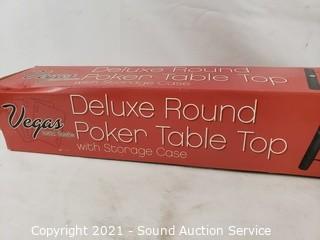 Deluxe Round
Poker Table Top
Vegas
Deluxe Round
Poker Table Top
with Storage Case
Copyright 2021 - Sound Auction Service